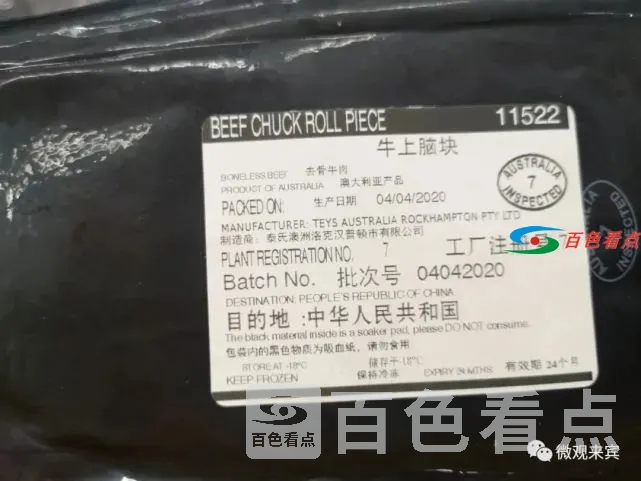 BEEF CHUCK ROLL PIECE 11522
牛上脑块
BONELESS BEEF 去骨牛肉
PRODUCT OF AUSTRALIA 澳大利亚产品
PACKED ON: 生产日期 04/04/2020
AUSTRALIA
7
INSPECTED
MANUFACTURER: TEYS AUSTRALIA ROCKHAMPTON PTY LTD
制造商: 泰氏澳洲洛克汉普顿市有限公司
PLANT REGISTRATION NO. 7 工厂注册号 7
百色看点
Batch No. 批次号 04042020
DESTINATION: PEOPLE'S REPUBLIC OF CHINA
目的地 :中华人民共和国
The black material inside is a soaker pad, please DO NOT consume.
包装内的黑色物质为吸血纸, 请勿食用
STORE AT -18°C 储存于-18°C
KEEP FROZEN 保持冷冻 EXPIRY 24 MTHS 有效期 24个月
百色看点
百色看点
微观来宾